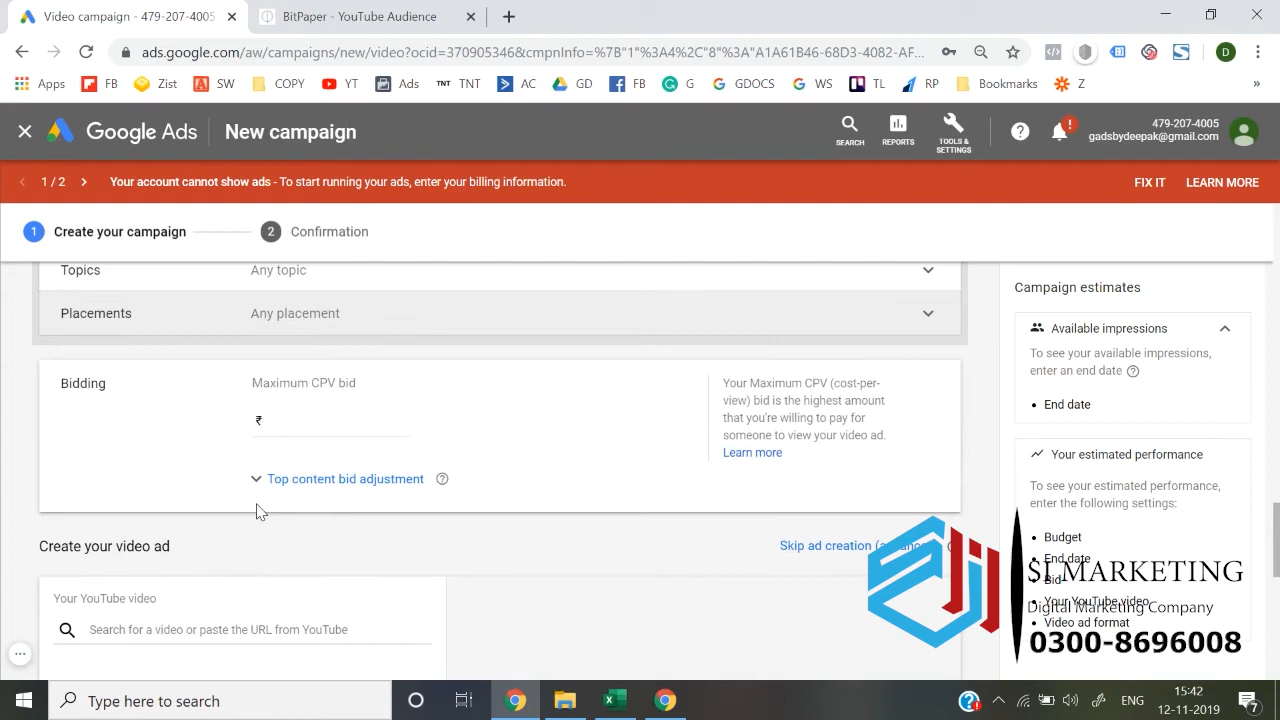 Video campaign - 479-207-4005
BitPaper - YouTube Audience
ads.google.com/aw/campaigns/new/video?ocid=370905346&cmpnInfo=%7B"1"%3A4%2C"8"%3A"A1A61B46-68D3-4082-AF...
D
Apps FB Zist SW COPY YT Ads TNT TNT AC GD FB G GDOCS WS TL RP Bookmarks Z »
Google Ads New campaign
SEARCH REPORTS TOOLS & SETTINGS
479-207-4005
gadsbydeepak@gmail.com
1 / 2 Your account cannot show ads - To start running your ads, enter your billing information. FIX IT LEARN MORE
1 Create your campaign 2 Confirmation
Topics Any topic
Placements Any placement
Bidding Maximum CPV bid
₹
Top content bid adjustment
Your Maximum CPV (cost-per-
view) bid is the highest amount
that you're willing to pay for
someone to view your video ad.
Learn more
Create your video ad Skip ad creation
Your YouTube video
Search for a video or paste the URL from YouTube
Campaign estimates
Available impressions
To see your available impressions,
enter an end date
• End date
Your estimated performance
To see your estimated performance,
enter the following settings:
• Budget
• End date
• Bid
• Your YouTube video
• Video ad format
SJ MARKETING
Digital Marketing Company
0300-8696008
Type here to search
ENG
15:42
12-11-2019
7